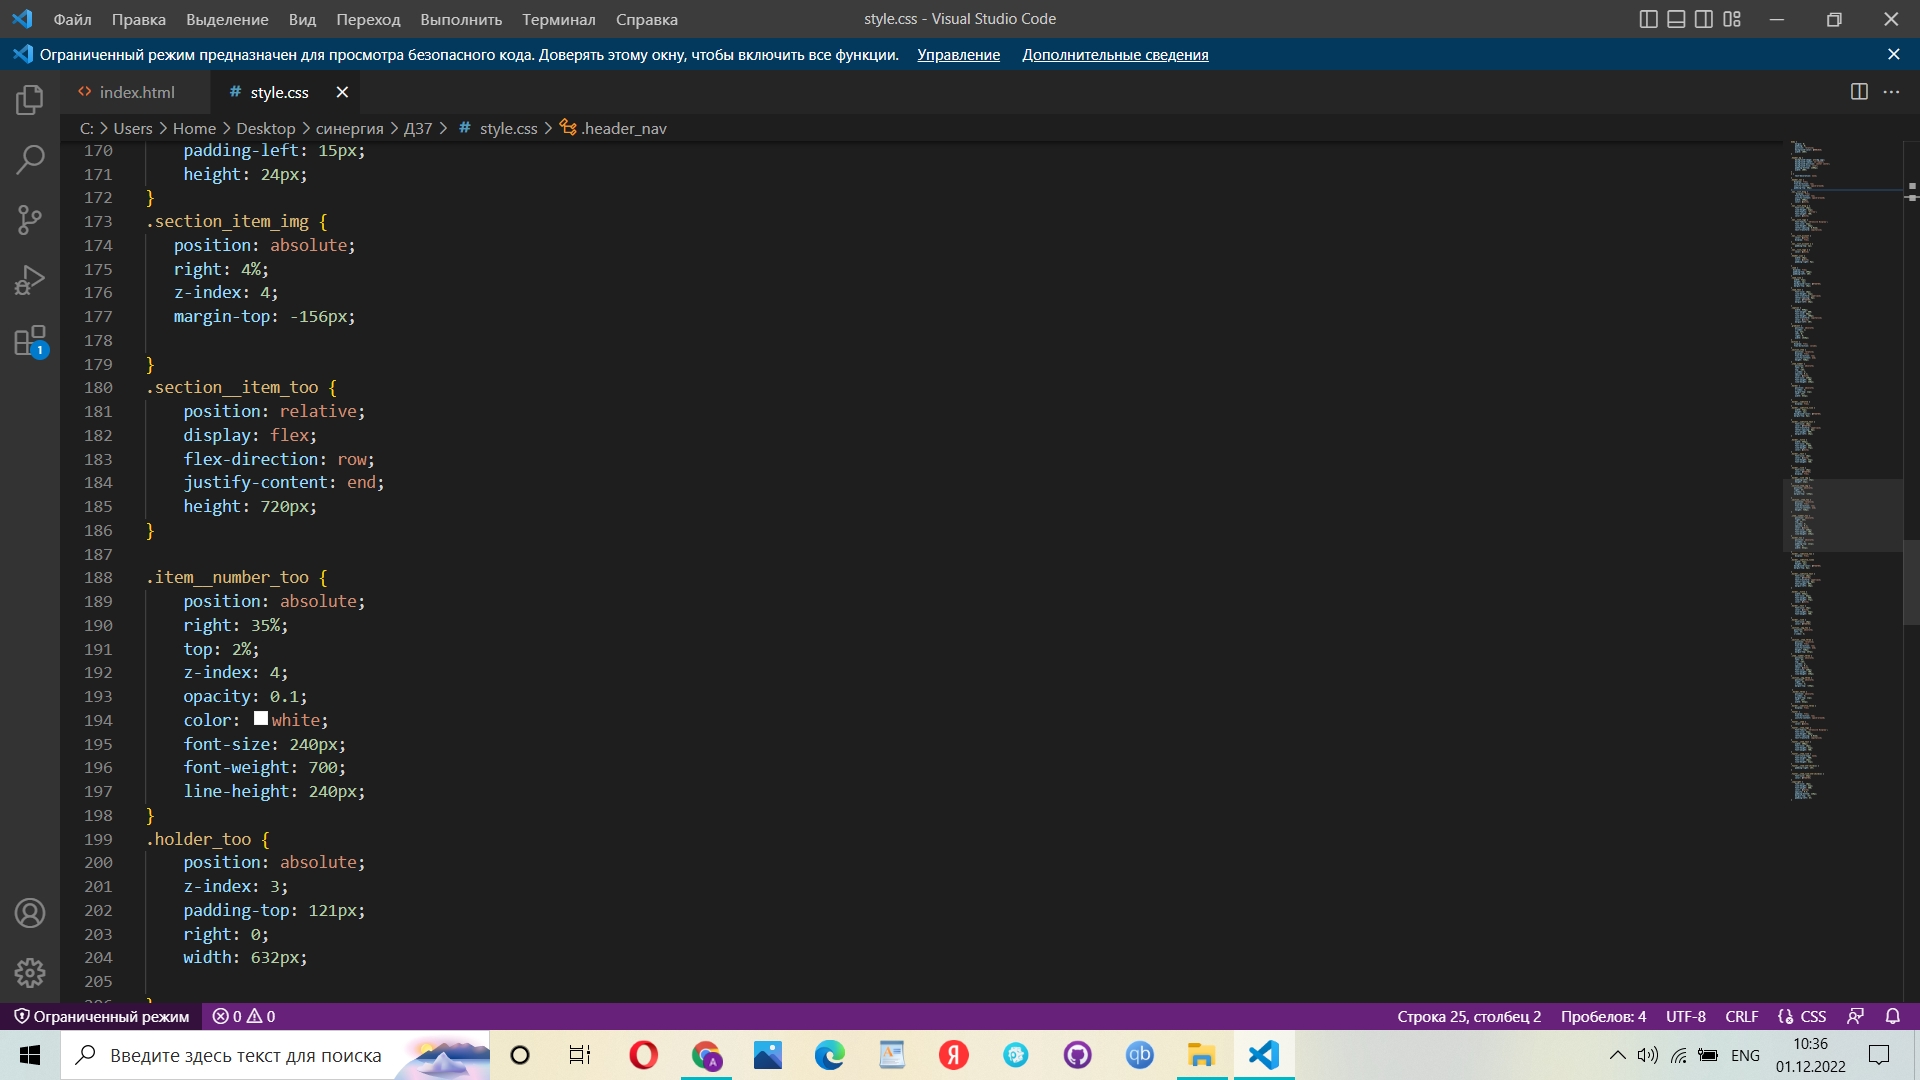 Файл Правка Выделение Вид Переход Выполнить Терминал Справка style.css - Visual Studio Code
Ограниченный режим предназначен для просмотра безопасного кода. Доверять этому окну, чтобы включить все функции. Управление Дополнительные сведения
<> index.html # style.css
C: > Users > Home > Desktop > синергия > Д37 > # style.css > .header_nav
170 padding-left: 15px;
171 height: 24px;
172 }
173 .section_item_img {
174 position: absolute;
175 right: 4%;
176 z-index: 4;
177 margin-top: -156px;
178
179 }
180 .section__item_too {
181 position: relative;
182 display: flex;
183 flex-direction: row;
184 justify-content: end;
185 height: 720px;
186 }
187
188 .item__number_too {
189 position: absolute;
190 right: 35%;
191 top: 2%;
192 z-index: 4;
193 opacity: 0.1;
194 color: white;
195 font-size: 240px;
196 font-weight: 700;
197 line-height: 240px;
198 }
199 .holder_too {
200 position: absolute;
201 z-index: 3;
202 padding-top: 121px;
203 right: 0;
204 width: 632px;
205
1
Ограниченный режим 0 0 Строка 25, столбец 2 Пробелов: 4 UTF-8 CRLF CSS
Введите здесь текст для поиска A Я qb ENG 10:36
01.12.2022